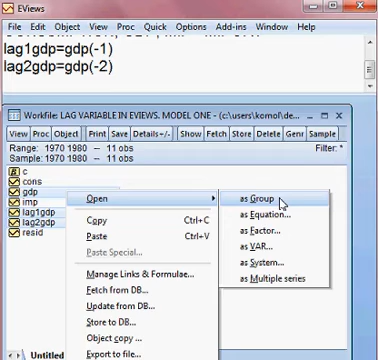 EViews
File Edit Object View Proc Quick Options Add-ins Window Help
lag1gdp=gdp(-1)
lag2gdp=gdp(-2)
Workfile: LAG VARIABLE IN EVIEWS. MODEL ONE - (c:\users\komol\de...
View Proc Object Print Save Details+/- Show Fetch Store Delete Genr Sample
Range: 1970 1980 -- 11 obs Filter: *
Sample: 1970 1980 -- 11 obs
c
cons
gdp
imp
lag1gdp
lag2gdp
resid
Open
Copy Ctrl+C
Paste Ctrl+V
Paste Special...
Manage Links & Formulae...
Fetch from DB...
Update from DB...
Store to DB...
Object copy ...
Export to file...
as Group
as Equation...
as Factor...
as VAR...
as System...
as Multiple series
Untitled